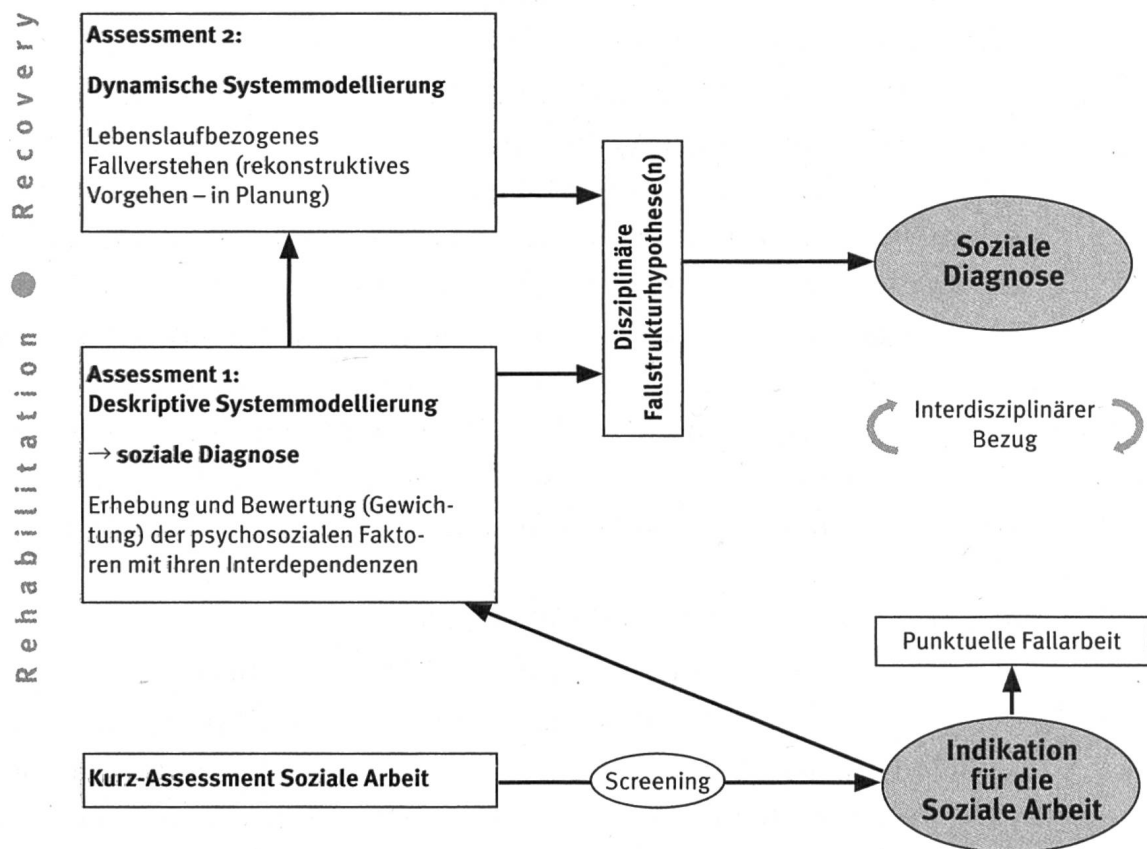 Recovery
Rehabilitation
Assessment 2:
Dynamische Systemmodellierung
Lebenslaufbezogenes
Fallverstehen (rekonstruktives
Vorgehen – in Planung)
Disziplinäre
Fallstrukturhypothese(n)
Soziale
Diagnose
Assessment 1:
Deskriptive Systemmodellierung
→ soziale Diagnose
Erhebung und Bewertung (Gewich-
tung) der psychosozialen Fakto-
ren mit ihren Interdependenzen
Interdisziplinärer
Bezug
Punktuelle Fallarbeit
Kurz-Assessment Soziale Arbeit
Screening
Indikation
für die
Soziale Arbeit